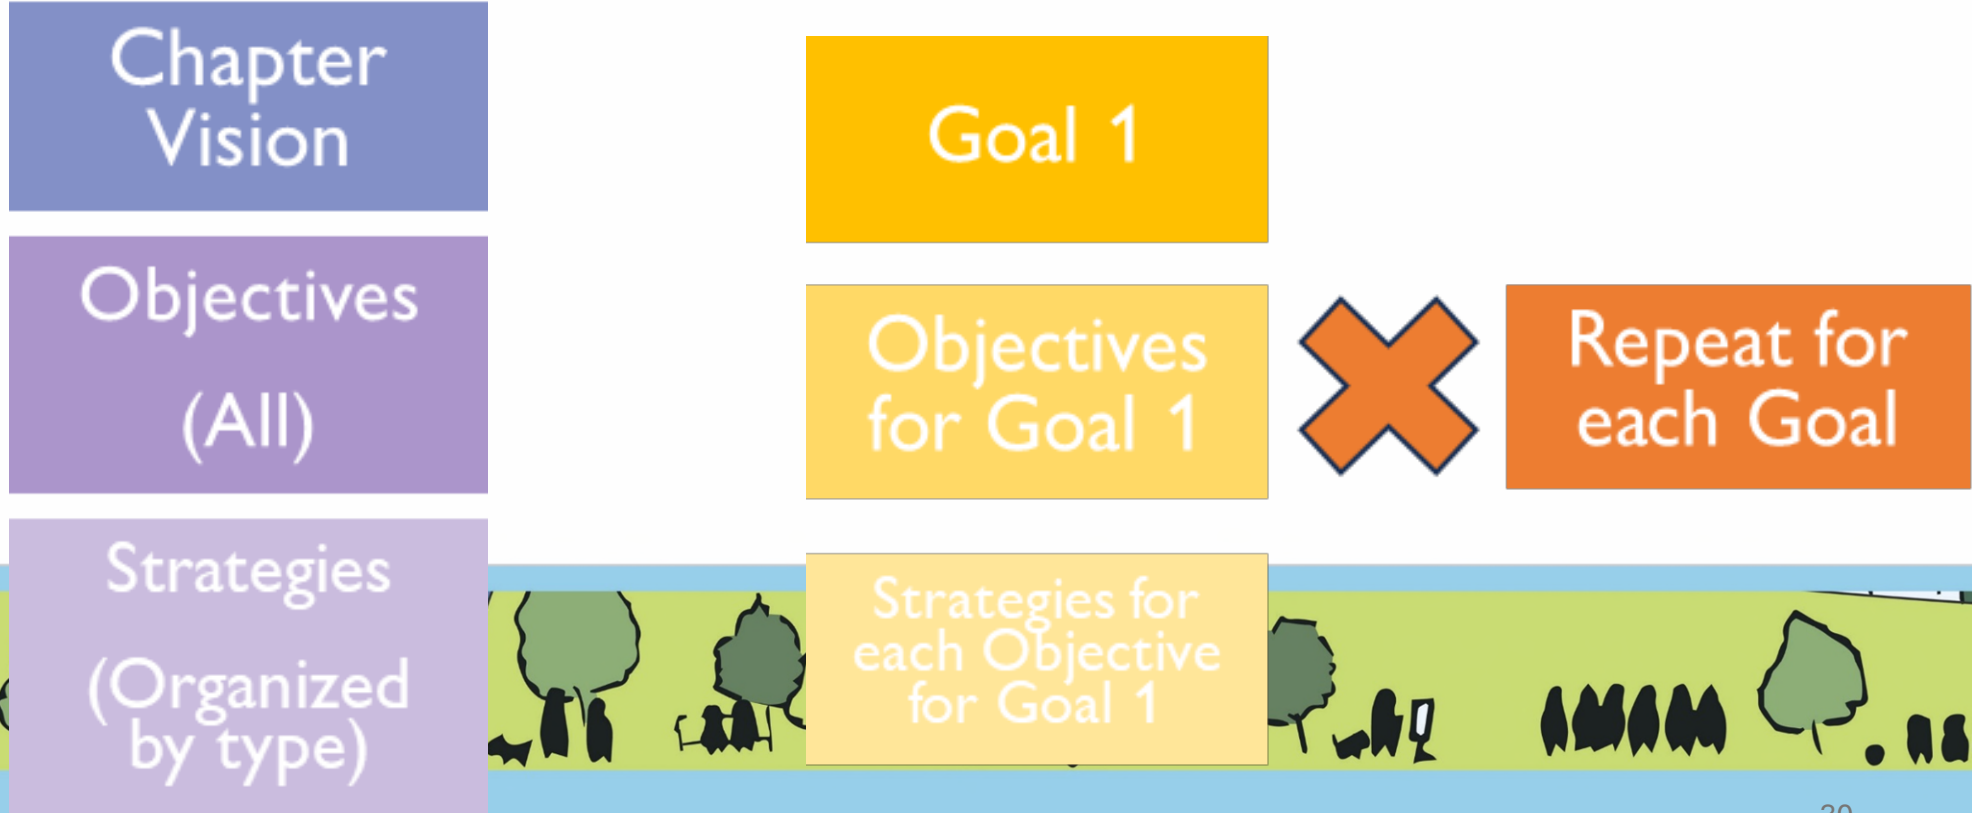 Chapter
Vision
Objectives
(All)
Strategies
(Organized
by type)
Goal 1
Objectives
for Goal 1
Strategies for
each Objective
for Goal 1
Repeat for
each Goal